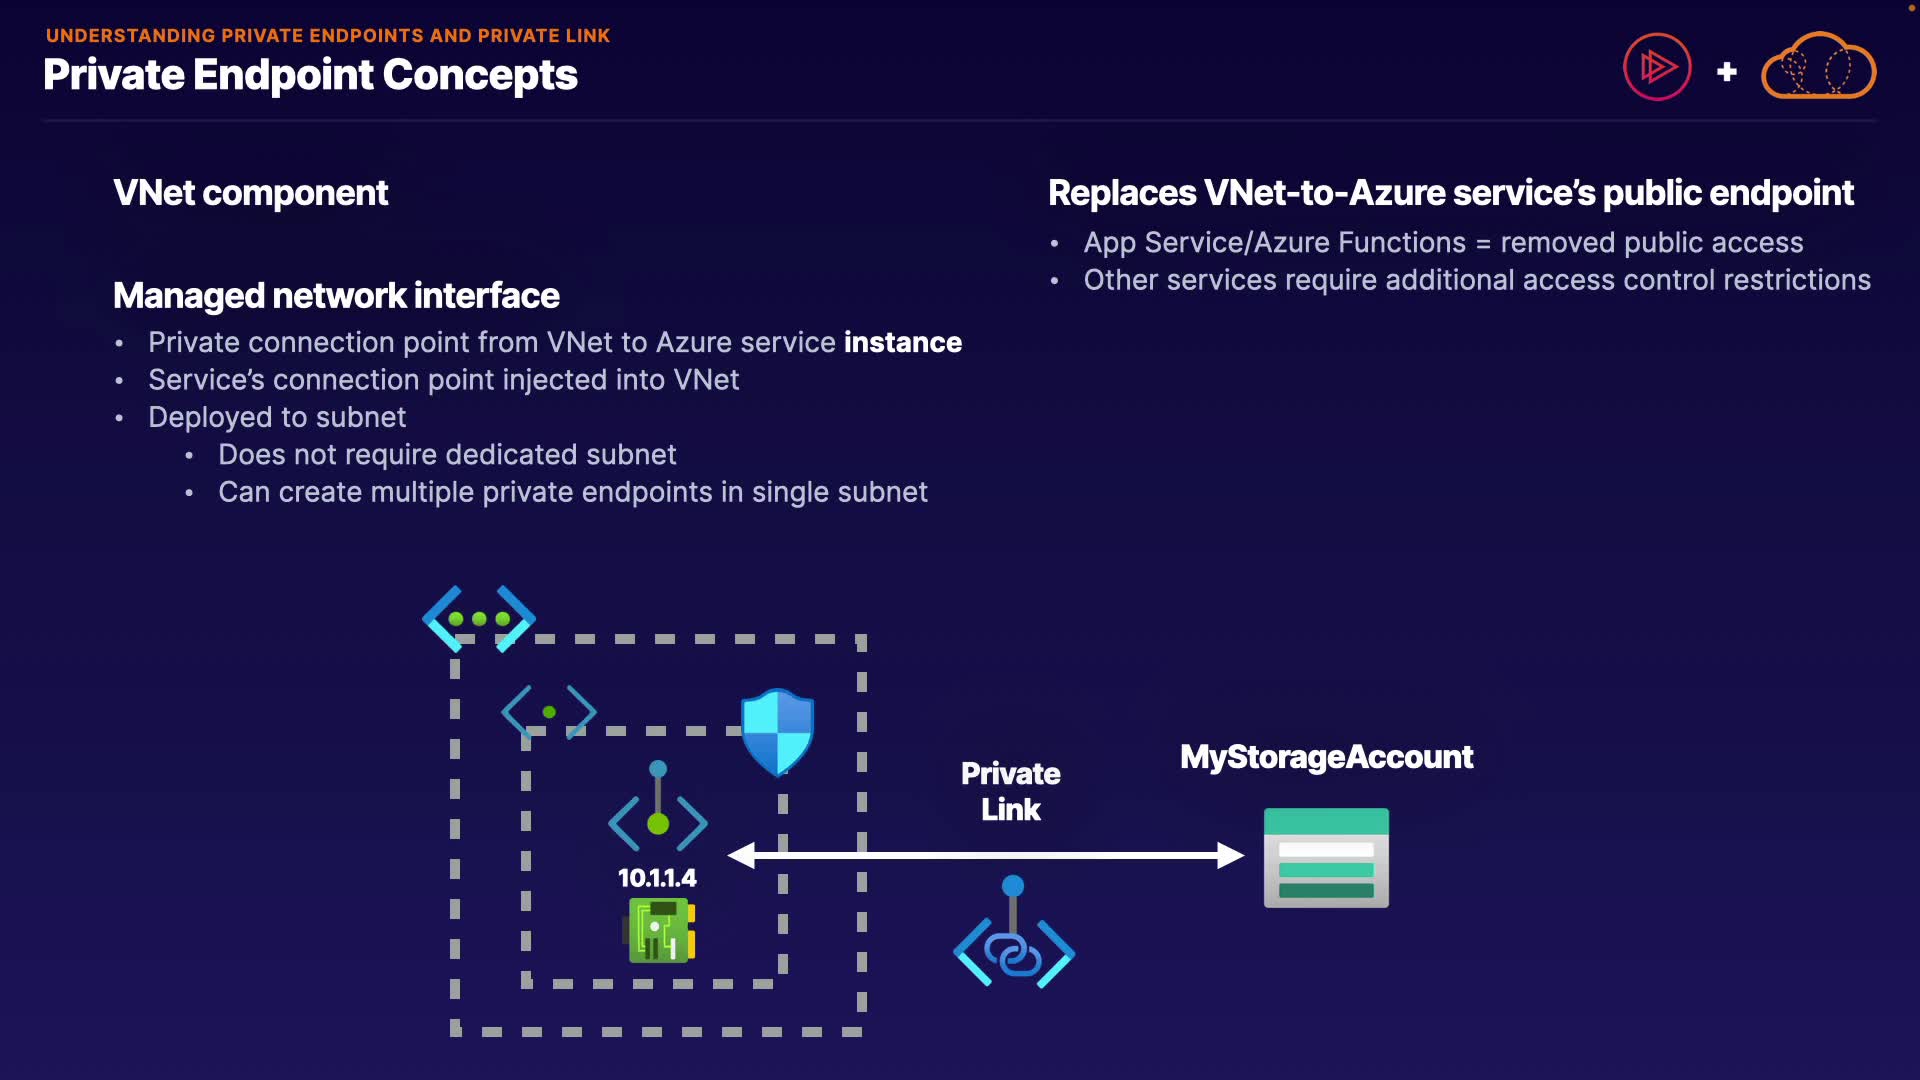 UNDERSTANDING PRIVATE ENDPOINTS AND PRIVATE LINK
Private Endpoint Concepts
+
VNet component
Managed network interface
• Private connection point from VNet to Azure service instance
• Service’s connection point injected into VNet
• Deployed to subnet
• Does not require dedicated subnet
• Can create multiple private endpoints in single subnet
Replaces VNet-to-Azure service’s public endpoint
• App Service/Azure Functions = removed public access
• Other services require additional access control restrictions
10.1.1.4
Private
Link
MyStorageAccount